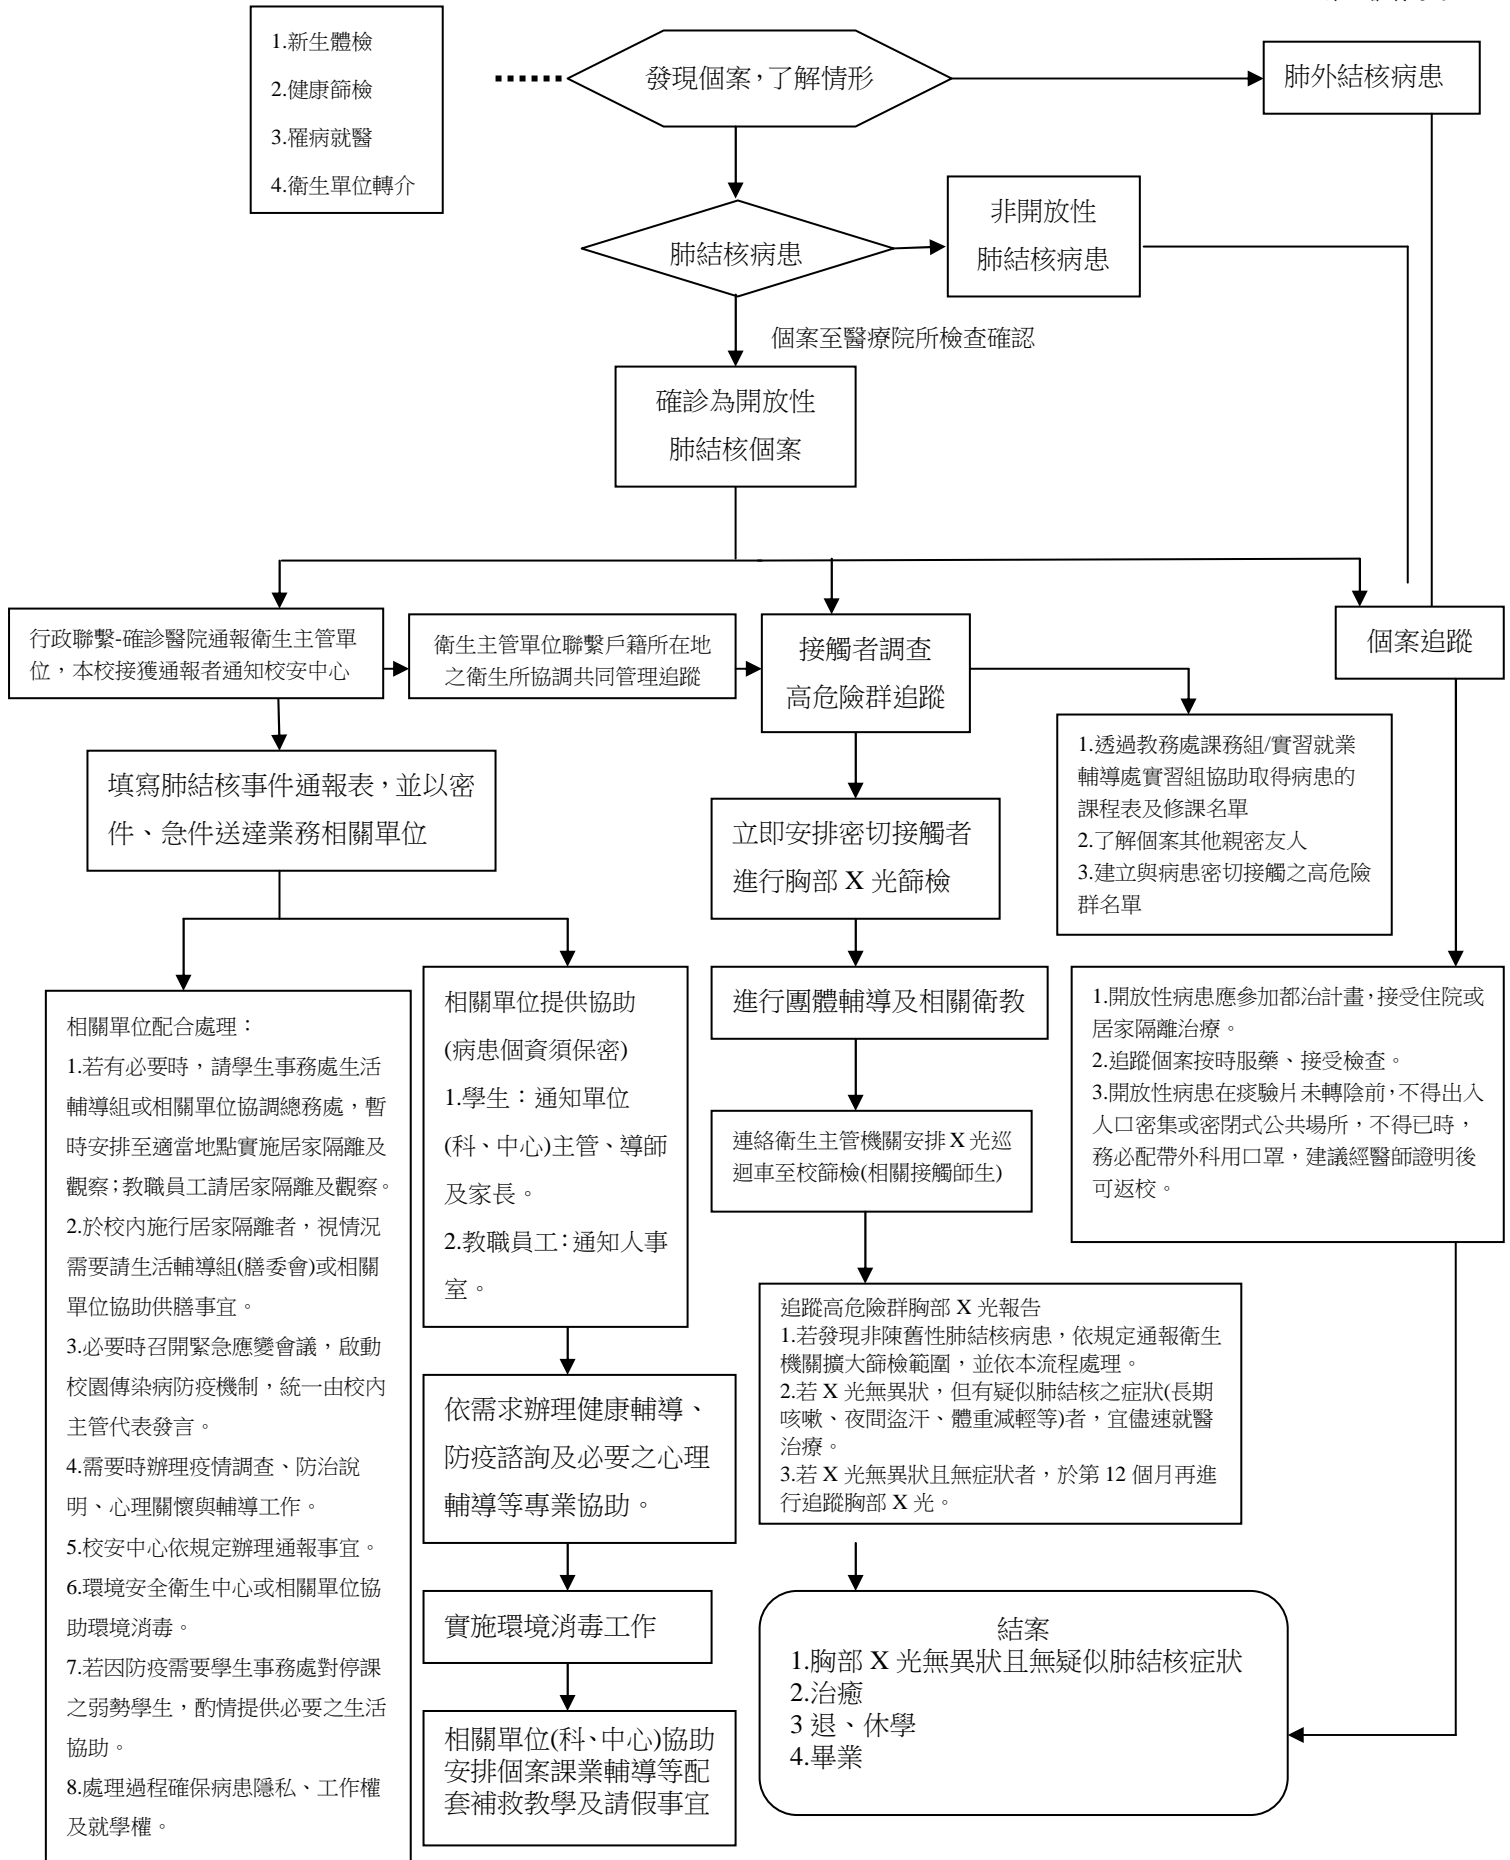 1.新生體檢
2.健康篩檢
3.罹病就醫
4.衛生單位轉介
發現個案，了解情形
肺外結核病患
肺結核病患
非開放性
肺結核病患
個案至醫療院所檢查確認
確診為開放性
肺結核個案
行政聯繫-確診醫院通報衛生主管單
位，本校接獲通報者通知校安中心
衛生主管單位聯繫戶籍所在地
之衛生所協調共同管理追蹤
接觸者調查
高危險群追蹤
個案追蹤
填寫肺結核事件通報表，並以密
件、急件送達業務相關單位
立即安排密切接觸者
進行胸部 X 光篩檢
1.透過教務處課務組/實習就業
輔導處實習組協助取得病患的
課程表及修課名單
2.了解個案其他親密友人
3.建立與病患密切接觸之高危險
群名單
相關單位配合處理：
1.若有必要時，請學生事務處生活
輔導組或相關單位協調總務處，暫
時安排至適當地點實施居家隔離及
觀察；教職員工請居家隔離及觀察。
2.於校內施行居家隔離者，視情況
需要請生活輔導組(膳委會)或相關
單位協助供膳事宜。
3.必要時召開緊急應變會議，啟動
校園傳染病防疫機制，統一由校內
主管代表發言。
4.需要時辦理疫情調查、防治說
明、心理關懷與輔導工作。
5.校安中心依規定辦理通報事宜。
6.環境安全衛生中心或相關單位協
助環境消毒。
7.若因防疫需要學生事務處對停課
之弱勢學生，酌情提供必要之生活
協助。
8.處理過程確保病患隱私、工作權
及就學權。
相關單位提供協助
(病患個資須保密)
1.學生：通知單位
(科、中心)主管、導師
及家長。
2.教職員工：通知人事
室。
依需求辦理健康輔導、
防疫諮詢及必要之心理
輔導等專業協助。
實施環境消毒工作
相關單位(科、中心)協助
安排個案課業輔導等配
套補救教學及請假事宜
進行團體輔導及相關衛教
連絡衛生主管機關安排 X 光巡
迴車至校篩檢(相關接觸師生)
追蹤高危險群胸部 X 光報告
1.若發現非陳舊性肺結核病患，依規定通報衛生
機關擴大篩檢範圍，並依本流程處理。
2.若 X 光無異狀，但有疑似肺結核之症狀(長期
咳嗽、夜間盜汗、體重減輕等)者，宜儘速就醫
治療。
3.若 X 光無異狀且無症狀者，於第 12 個月再進
行追蹤胸部 X 光。
1.開放性病患應參加都治計畫，接受住院或
居家隔離治療。
2.追蹤個案按時服藥、接受檢查。
3.開放性病患在痰驗片未轉陰前，不得出入
人口密集或密閉式公共場所，不得已時，
務必配帶外科用口罩，建議經醫師證明後
可返校。
結案
1.胸部 X 光無異狀且無疑似肺結核症狀
2.治癒
3 退、休學
4.畢業